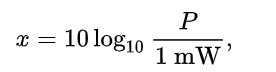 x = 10 log₁₀ P / 1 mW,